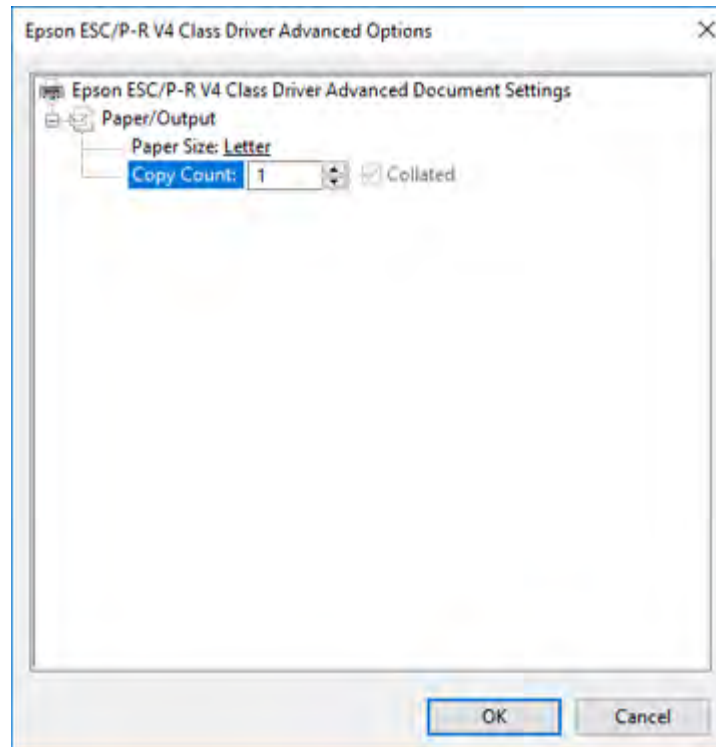 Epson ESC/P-R V4 Class Driver Advanced Options
Epson ESC/P-R V4 Class Driver Advanced Document Settings
Paper/Output
Paper Size: Letter
Copy Count: 1 Collated
OK Cancel